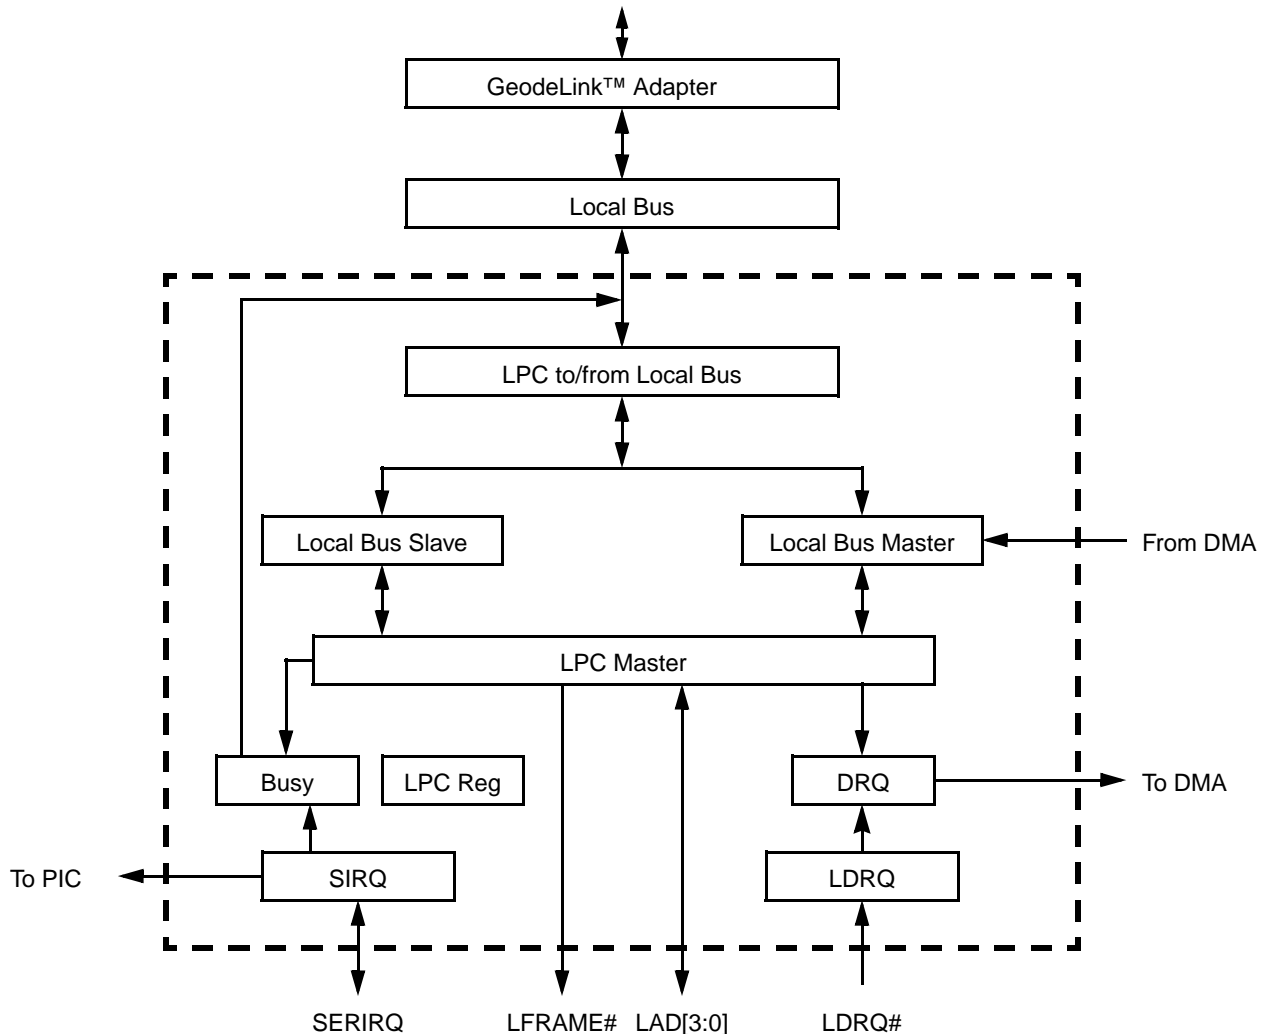 GeodeLink™ Adapter
Local Bus
LPC to/from Local Bus
Local Bus Slave
Local Bus Master
From DMA
LPC Master
Busy
LPC Reg
DRQ
To DMA
To PIC
SIRQ
LDRQ
SERIRQ
LFRAME#
LAD[3:0]
LDRQ#